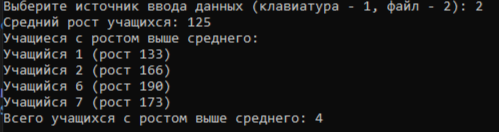 Выберите источник ввода данных (клавиатура - 1, файл - 2): 2
Средний рост учащихся: 125
Учащиеся с ростом выше среднего:
Учащийся 1 (рост 133)
Учащийся 2 (рост 166)
Учащийся 6 (рост 190)
Учащийся 7 (рост 173)
Всего учащихся с ростом выше среднего: 4